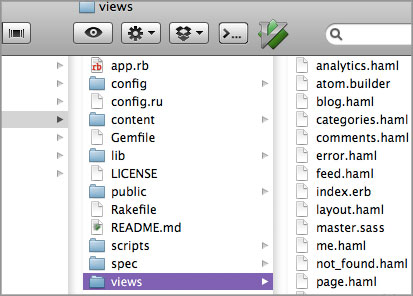 views
app.rb
config
config.ru
content
Gemfile
lib
LICENSE
public
Rakefile
README.md
scripts
spec
views
analytics.haml
atom.builder
blog.haml
categories.haml
comments.haml
error.haml
feed.haml
index.erb
layout.haml
master.sass
me.haml
not_found.haml
page.haml